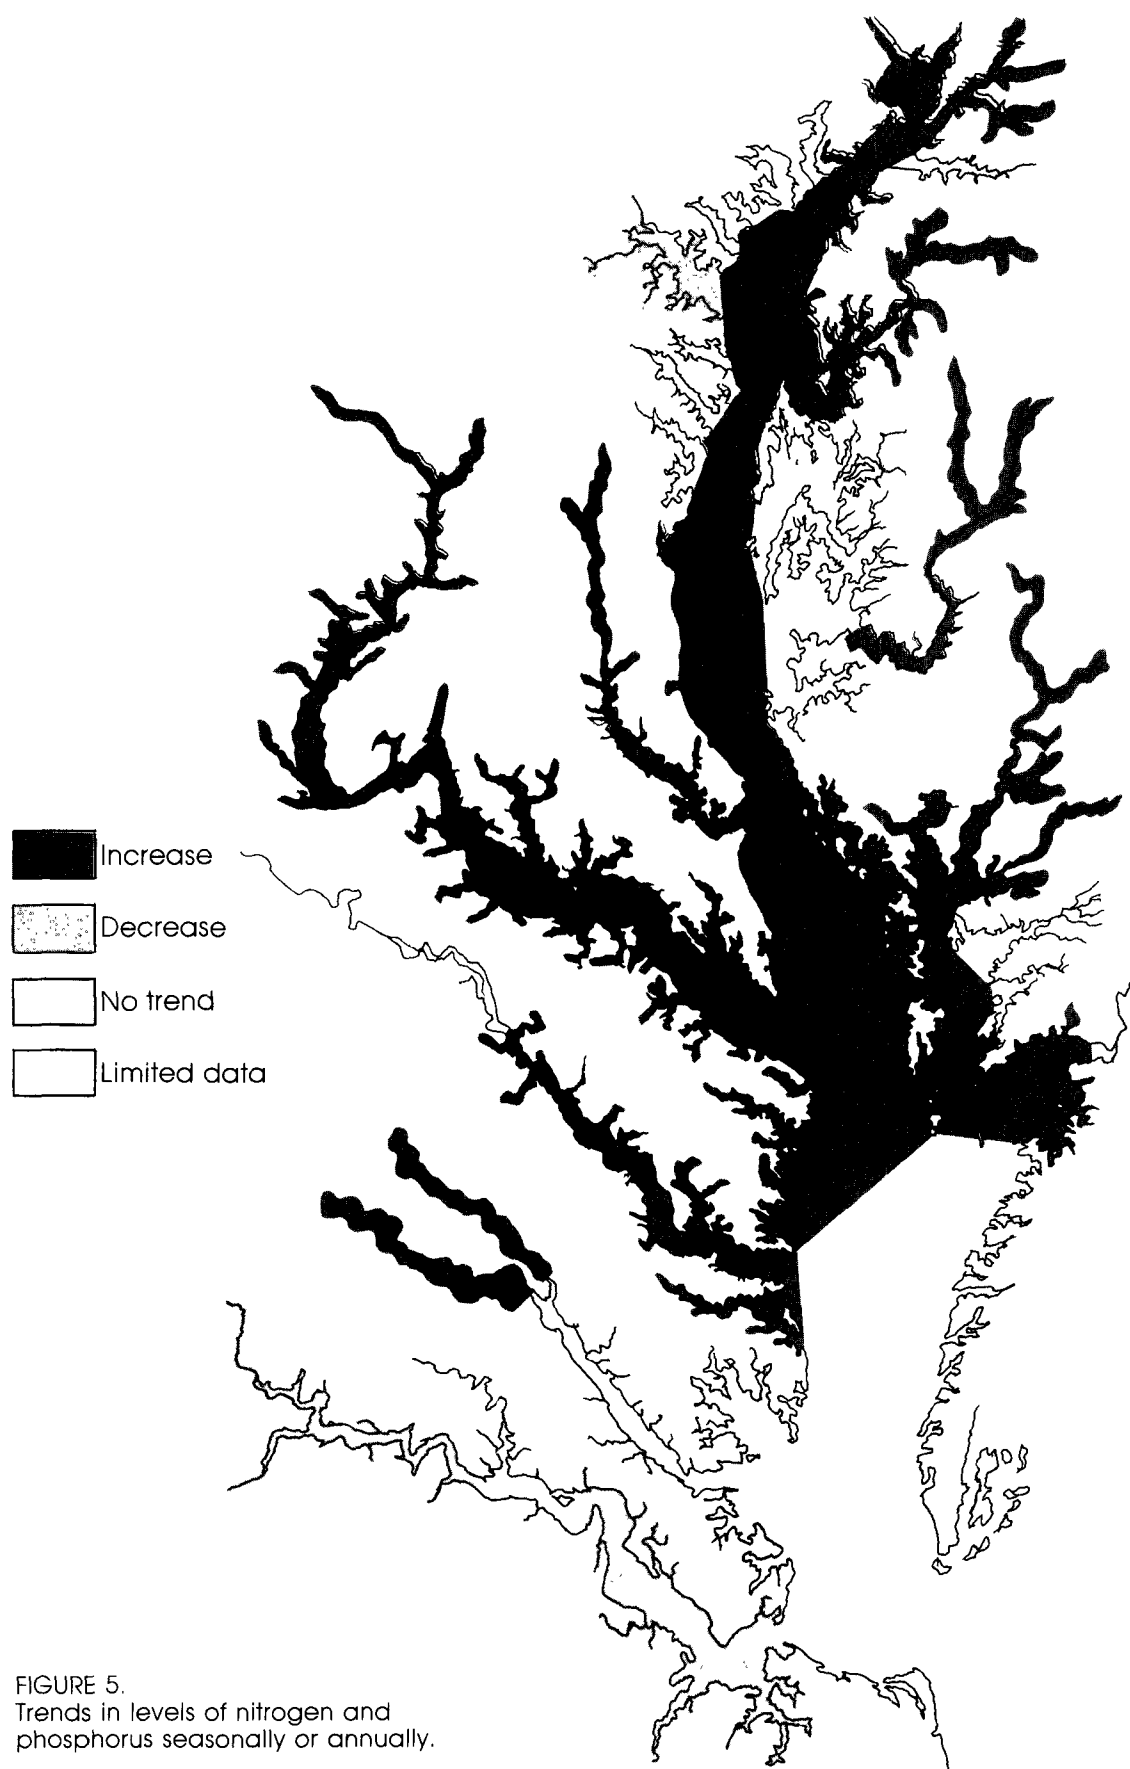 Increase
Decrease
No trend
Limited data
FIGURE 5.
Trends in levels of nitrogen and
phosphorus seasonally or annually.